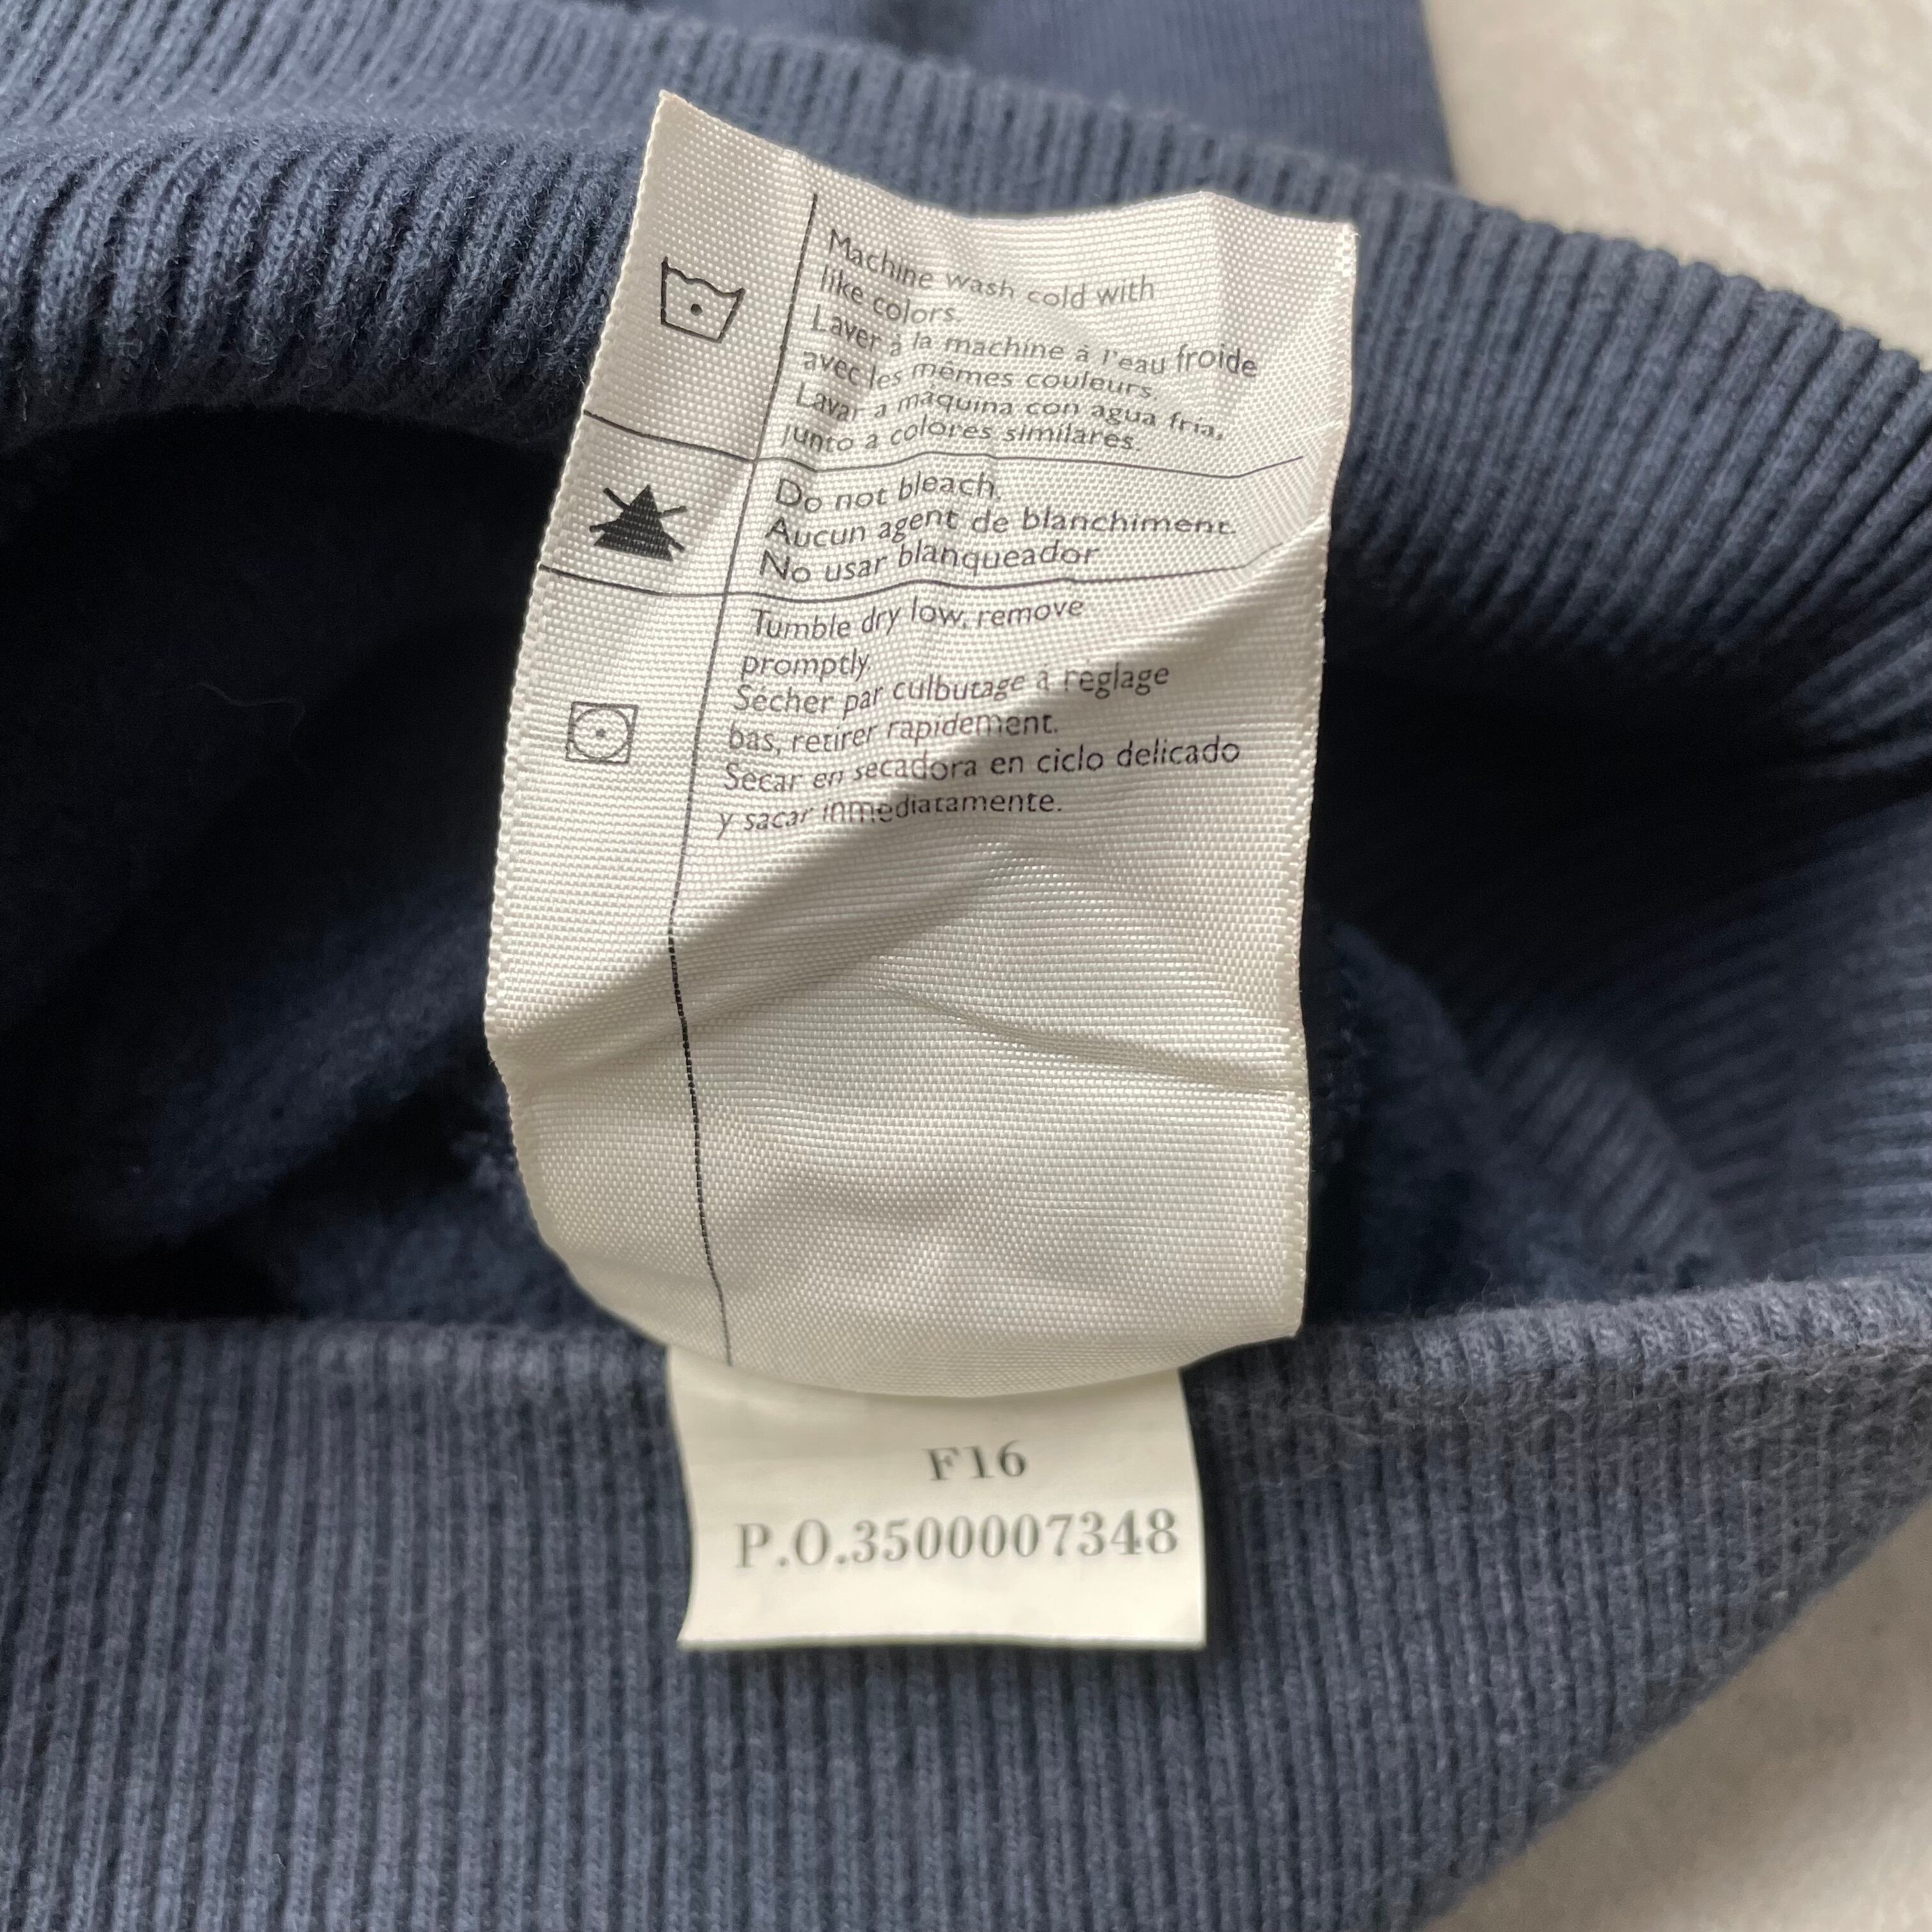 Machine wash cold with
like colors.
Laver à la machine à l'eau froide
avec les mêmes couleurs.
Lavar a máquina con agua fria,
junto a colores similares.
Do not bleach.
Aucun agent de blanchiment.
No usar blanqueador
Tumble dry low, remove
promptly.
Sécher par culbutage à réglage
bas, retirer rapidement.
Secar en secadora en ciclo delicado
y sacar inmediatamente.
F16
P.O.3500007348